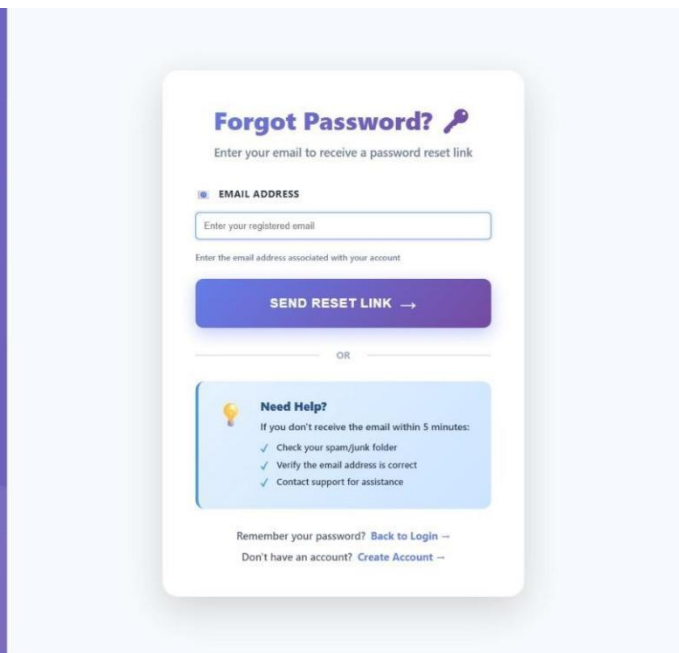 Forgot Password? 🔑
Enter your email to receive a password reset link
📧 EMAIL ADDRESS
Enter your registered email
Enter the email address associated with your account
SEND RESET LINK →
OR
Need Help?
If you don't receive the email within 5 minutes:
✓ Check your spam/junk folder
✓ Verify the email address is correct
✓ Contact support for assistance
Remember your password? Back to Login →
Don't have an account? Create Account →